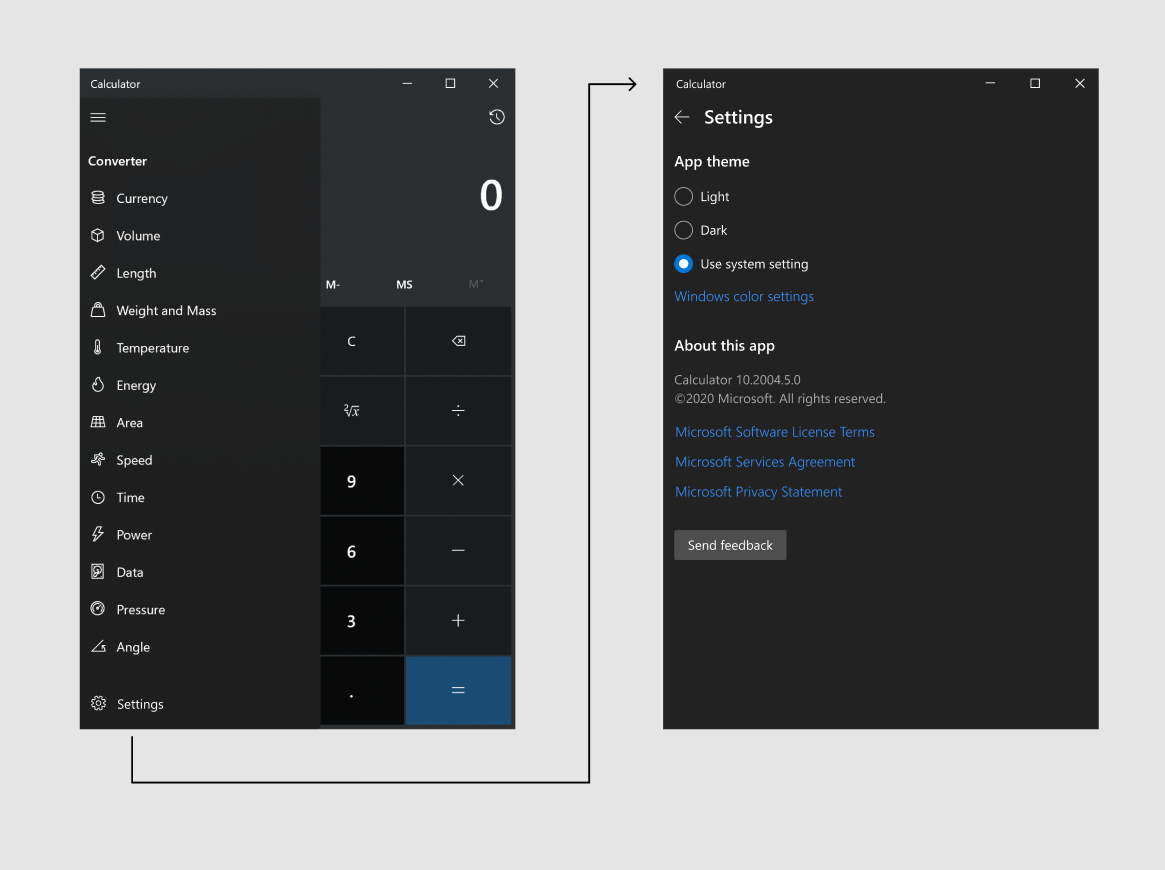 Calculator
0
Converter
Currency
Volume
Length
Weight and Mass
Temperature
Energy
Area
Speed
Time
Power
Data
Pressure
Angle
Settings
M- MS M˅
C
²√x ÷
9 ×
6 −
3 +
. =
Calculator
Settings
App theme
Light
Dark
Use system setting
Windows color settings
About this app
Calculator 10.2004.5.0
©2020 Microsoft. All rights reserved.
Microsoft Software License Terms
Microsoft Services Agreement
Microsoft Privacy Statement
Send feedback